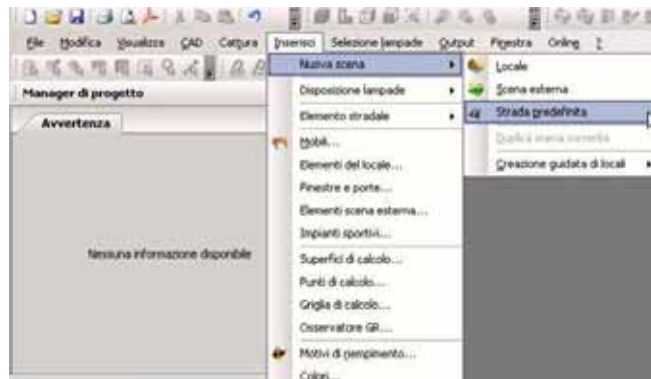 File Modifica Visualizza CAD Cattura Inserisci Selezione lampade Output Finestra Online ?
Manager di progetto
Avvertenza
Nessuna informazione disponibile
Nuova scena
Disposizione lampade
Elemento stradale
Mobili...
Elementi del locale...
Finestre e porte...
Elementi scena esterna...
Impianti sportivi...
Superfici di calcolo...
Punti di calcolo...
Griglia di calcolo...
Osservatore GR...
Motivi di riempimento...
Colori...
Locale
Scena esterna
Strada predefinita
Duplica scena corrente
Creazione guidata di locali